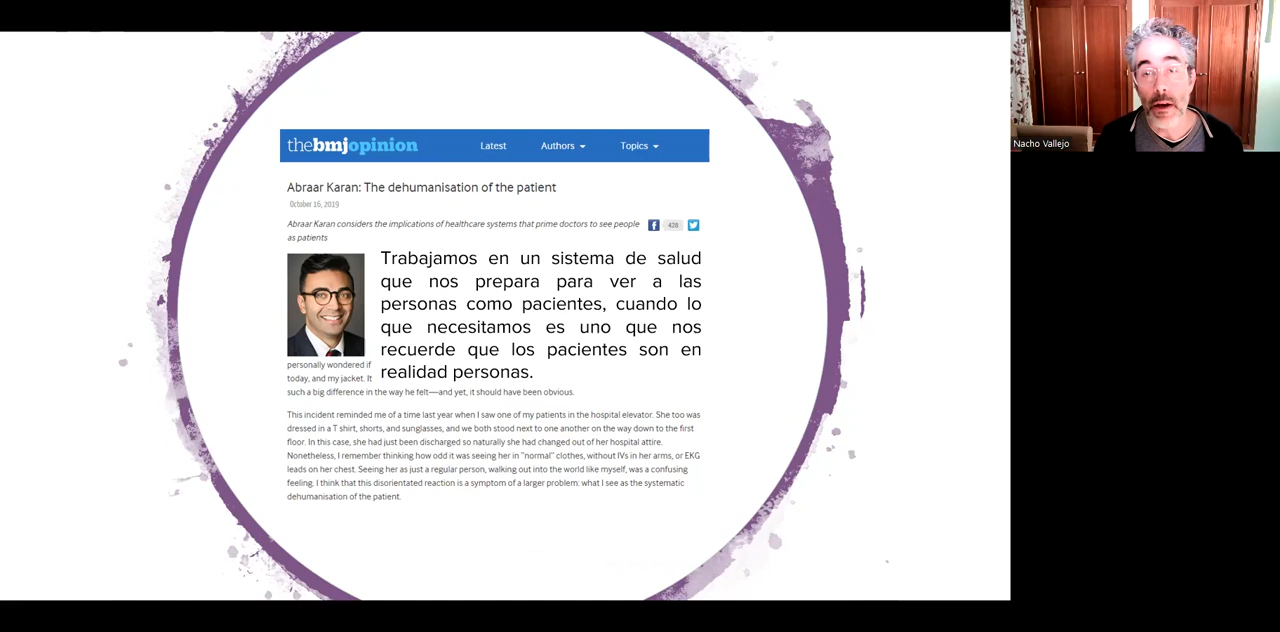 thebmjopinion
Latest
Authors
Topics
Abraar Karan: The dehumanisation of the patient
October 16, 2019
Abraar Karan considers the implications of healthcare systems that prime doctors to see people
as patients
428
Trabajamos en un sistema de salud
que nos prepara para ver a las
personas como pacientes, cuando lo
que necesitamos es uno que nos
recuerde que los pacientes son en
realidad personas.
personally wondered if
today, and my jacket. It
such a big difference in the way he felt—and yet, it should have been obvious.
This incident reminded me of a time last year when I saw one of my patients in the hospital elevator. She too was
dressed in a T shirt, shorts, and sunglasses, and we both stood next to one another on the way down to the first
floor. In this case, she had just been discharged so naturally she had changed out of her hospital attire.
Nonetheless, I remember thinking how odd it was seeing her in "normal" clothes, without IVs in her arms, or EKG
leads on her chest. Seeing her as just a regular person, walking out into the world like myself, was a confusing
feeling. I think that this disorientated reaction is a symptom of a larger problem: what I see as the systematic
dehumanisation of the patient.
Nacho Vallejo